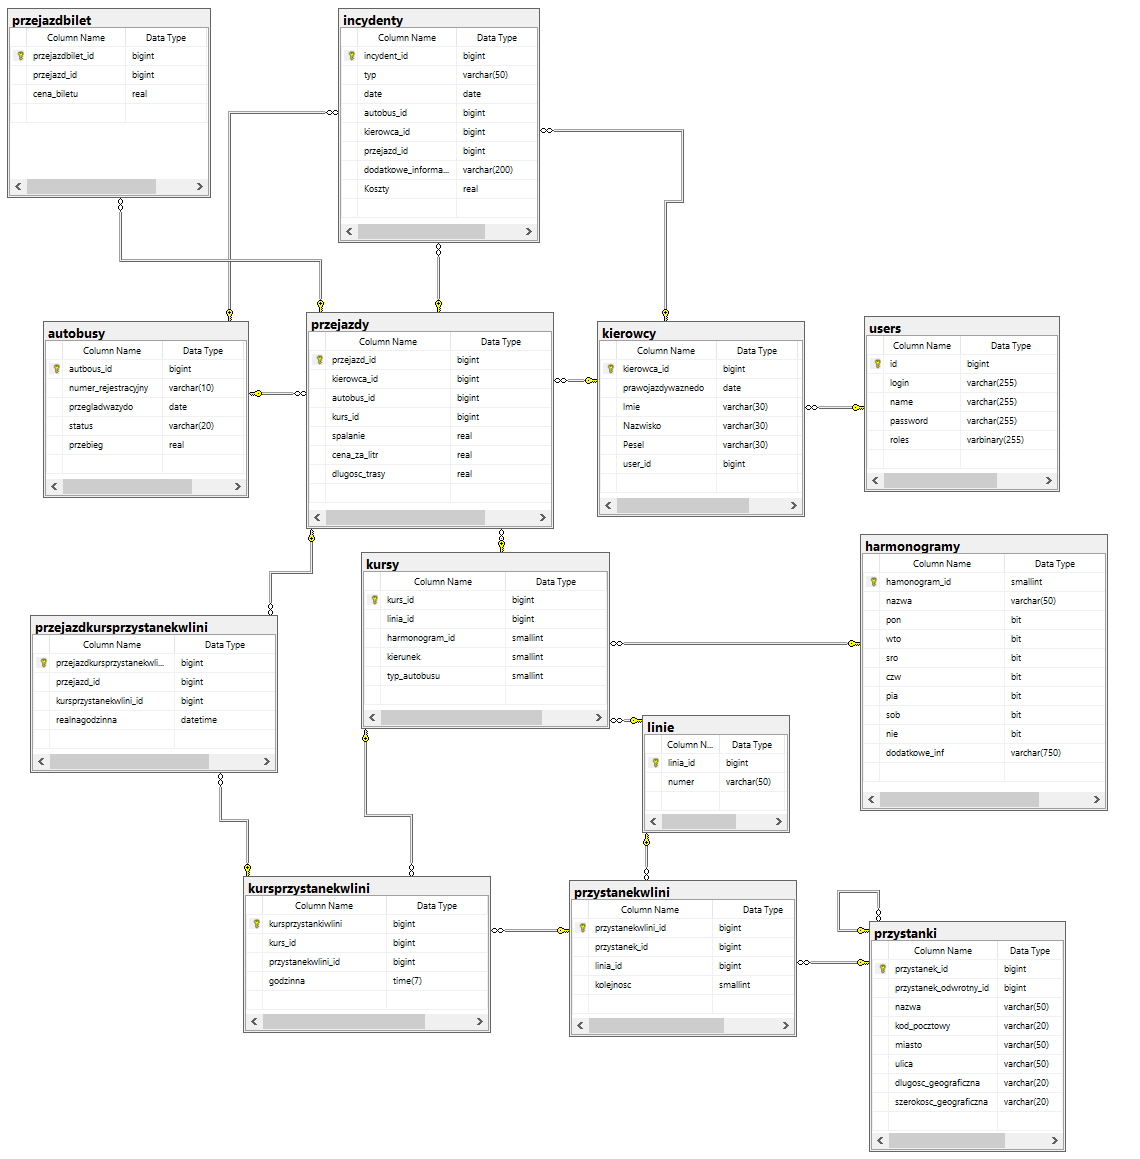 przejazdbilet
Column Name Data Type
przejazdbilet_id bigint
przejazd_id bigint
cena_biletu real
incydenty
Column Name Data Type
incydent_id bigint
typ varchar(50)
date date
autobus_id bigint
kierowca_id bigint
przejazd_id bigint
dodatkowe_informa... varchar(200)
Koszty real
autobusy
Column Name Data Type
autbous_id bigint
numer_rejestracyjny varchar(10)
przegladwazydo date
status varchar(20)
przebieg real
przejazdy
Column Name Data Type
przejazd_id bigint
kierowca_id bigint
autobus_id bigint
kurs_id bigint
spalanie real
cena_za_litr real
dlugosc_trasy real
kierowcy
Column Name Data Type
kierowca_id bigint
prawojazdywaznedo date
Imie varchar(30)
Nazwisko varchar(30)
Pesel varchar(30)
user_id bigint
users
Column Name Data Type
id bigint
login varchar(255)
name varchar(255)
password varchar(255)
roles varbinary(255)
kursy
Column Name Data Type
kurs_id bigint
linia_id bigint
harmonogram_id smallint
kierunek smallint
typ_autobusu smallint
harmonogramy
Column Name Data Type
hamonogram_id smallint
nazwa varchar(50)
pon bit
wto bit
sro bit
czw bit
pia bit
sob bit
nie bit
dodatkowe_inf varchar(750)
przejazdkursprzystanekwlini
Column Name Data Type
przejazdkursprzystanekwli... bigint
przejazd_id bigint
kursprzystanekwlini_id bigint
realnagodzinna datetime
linie
Column N... Data Type
linia_id bigint
numer varchar(50)
kursprzystanekwlini
Column Name Data Type
kursprzystankiwlini bigint
kurs_id bigint
przystanekwlini_id bigint
godzinna time(7)
przystanekwlini
Column Name Data Type
przystanekwlini_id bigint
przystanek_id bigint
linia_id bigint
kolejnosc smallint
przystanki
Column Name Data Type
przystanek_id bigint
przystanek_odwrotny_id bigint
nazwa varchar(50)
kod_pocztowy varchar(20)
miasto varchar(50)
ulica varchar(50)
dlugosc_geograficzna varchar(20)
szerokosc_geograficzna varchar(20)